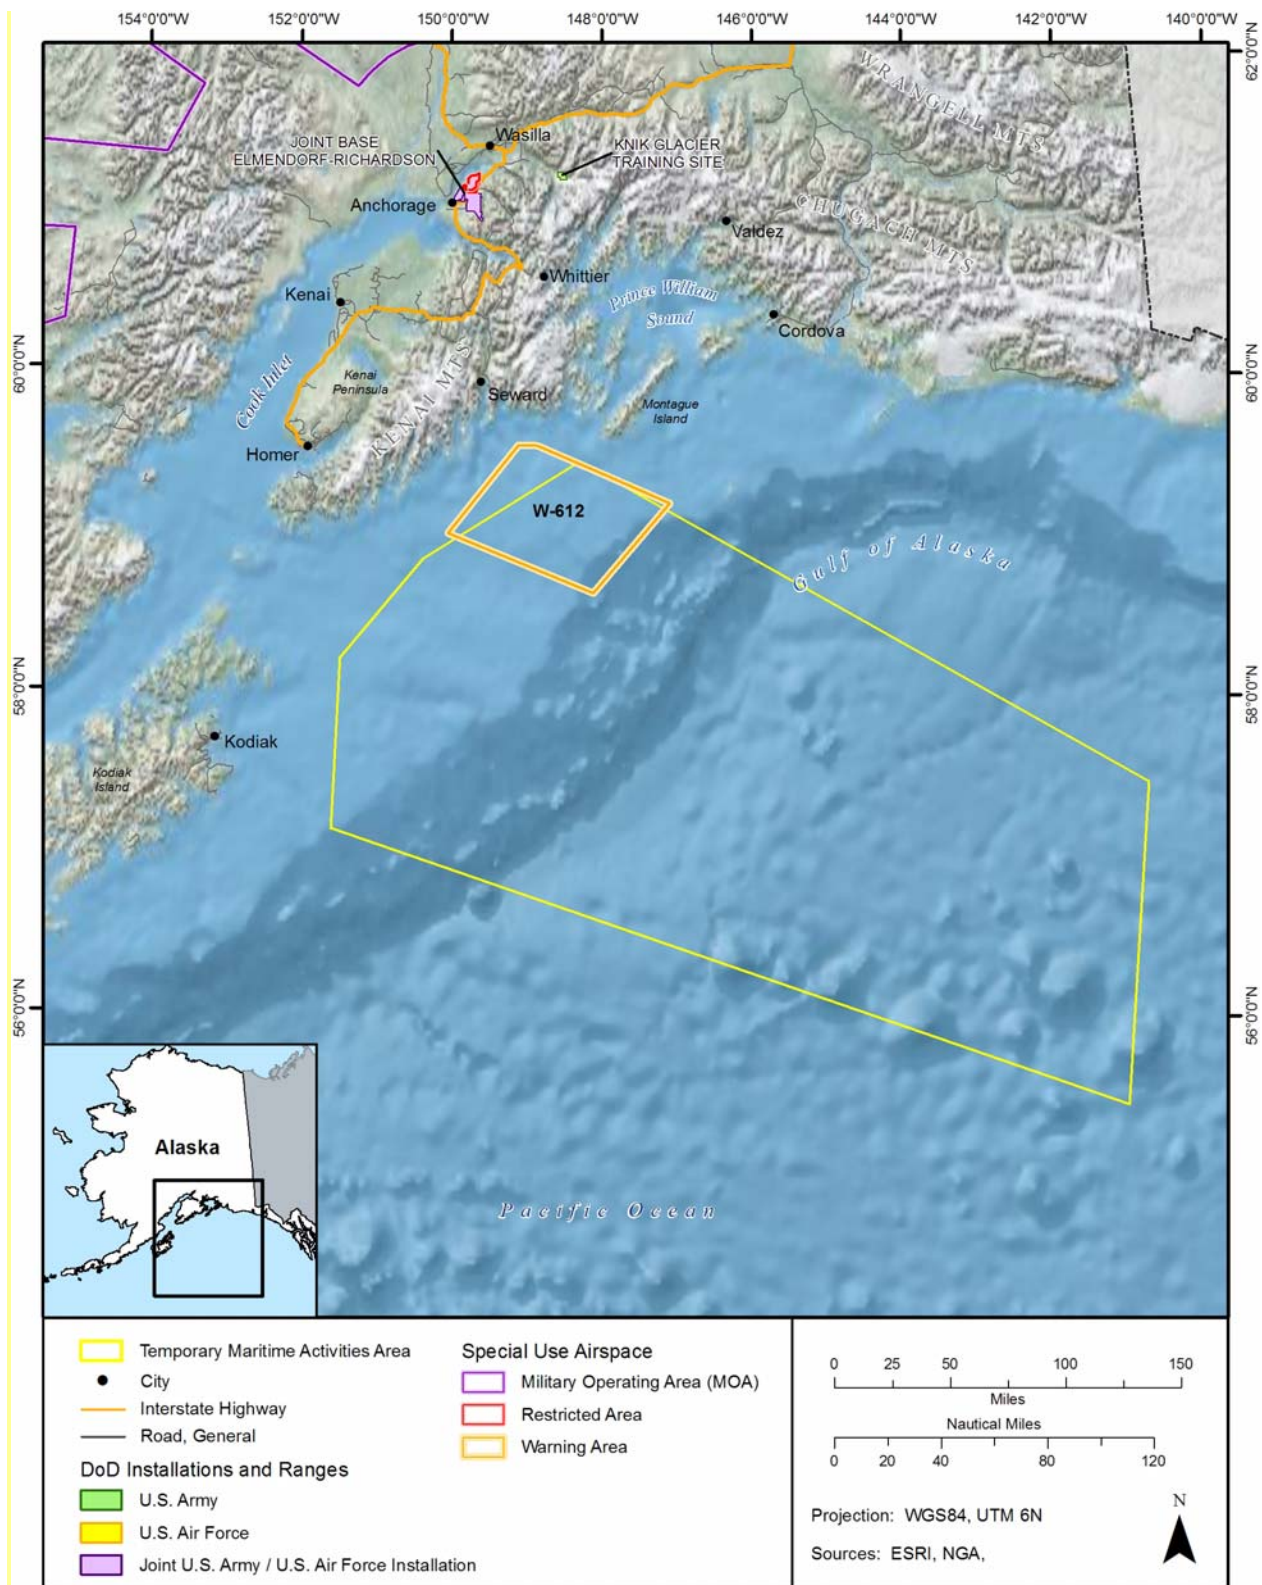 154°0'0"W
152°0'0"W
150°0'0"W
148°0'0"W
146°0'0"W
144°0'0"W
142°0'0"W
140°0'0"W
62°0'0"N
WRANGELL MTS
Wasilla
JOINT BASE
ELMENDORF-RICHARDSON
KNIK GLACIER
TRAINING SITE
Anchorage
CHUGACH MTS
Valdez
Whittier
Kenai
Prince William
Sound
Cordova
60°0'0"N
60°0'0"N
Cook Inlet
Kenai
Peninsula
KENAI MTS
Seward
Montague
Island
Homer
W-612
Gulf of Alaska
58°0'0"N
58°0'0"N
Kodiak
Kodiak
Island
56°0'0"N
56°0'0"N
Alaska
Pacific Ocean
Temporary Maritime Activities Area
City
Interstate Highway
Road, General
DoD Installations and Ranges
U.S. Army
U.S. Air Force
Joint U.S. Army / U.S. Air Force Installation
Special Use Airspace
Military Operating Area (MOA)
Restricted Area
Warning Area
0 25 50 100 150
Miles
Nautical Miles
0 20 40 80 120
Projection: WGS84, UTM 6N
Sources: ESRI, NGA,
N